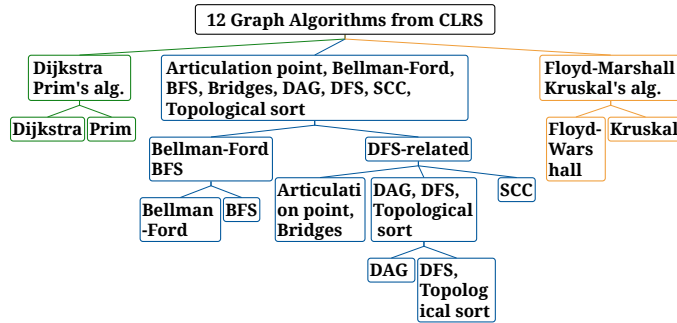 12 Graph Algorithms from CLRS
Dijkstra
Prim's alg.
Articulation point, Bellman-Ford,
BFS, Bridges, DAG, DFS, SCC,
Topological sort
Floyd-Marshall
Kruskal's alg.
Dijkstra
Prim
Bellman-Ford
BFS
DFS-related
Floyd-
Wars
hall
Kruskal
Bellman
-Ford
BFS
Articulati
on point,
Bridges
DAG, DFS,
Topological
sort
SCC
DAG
DFS,
Topolog
ical sort